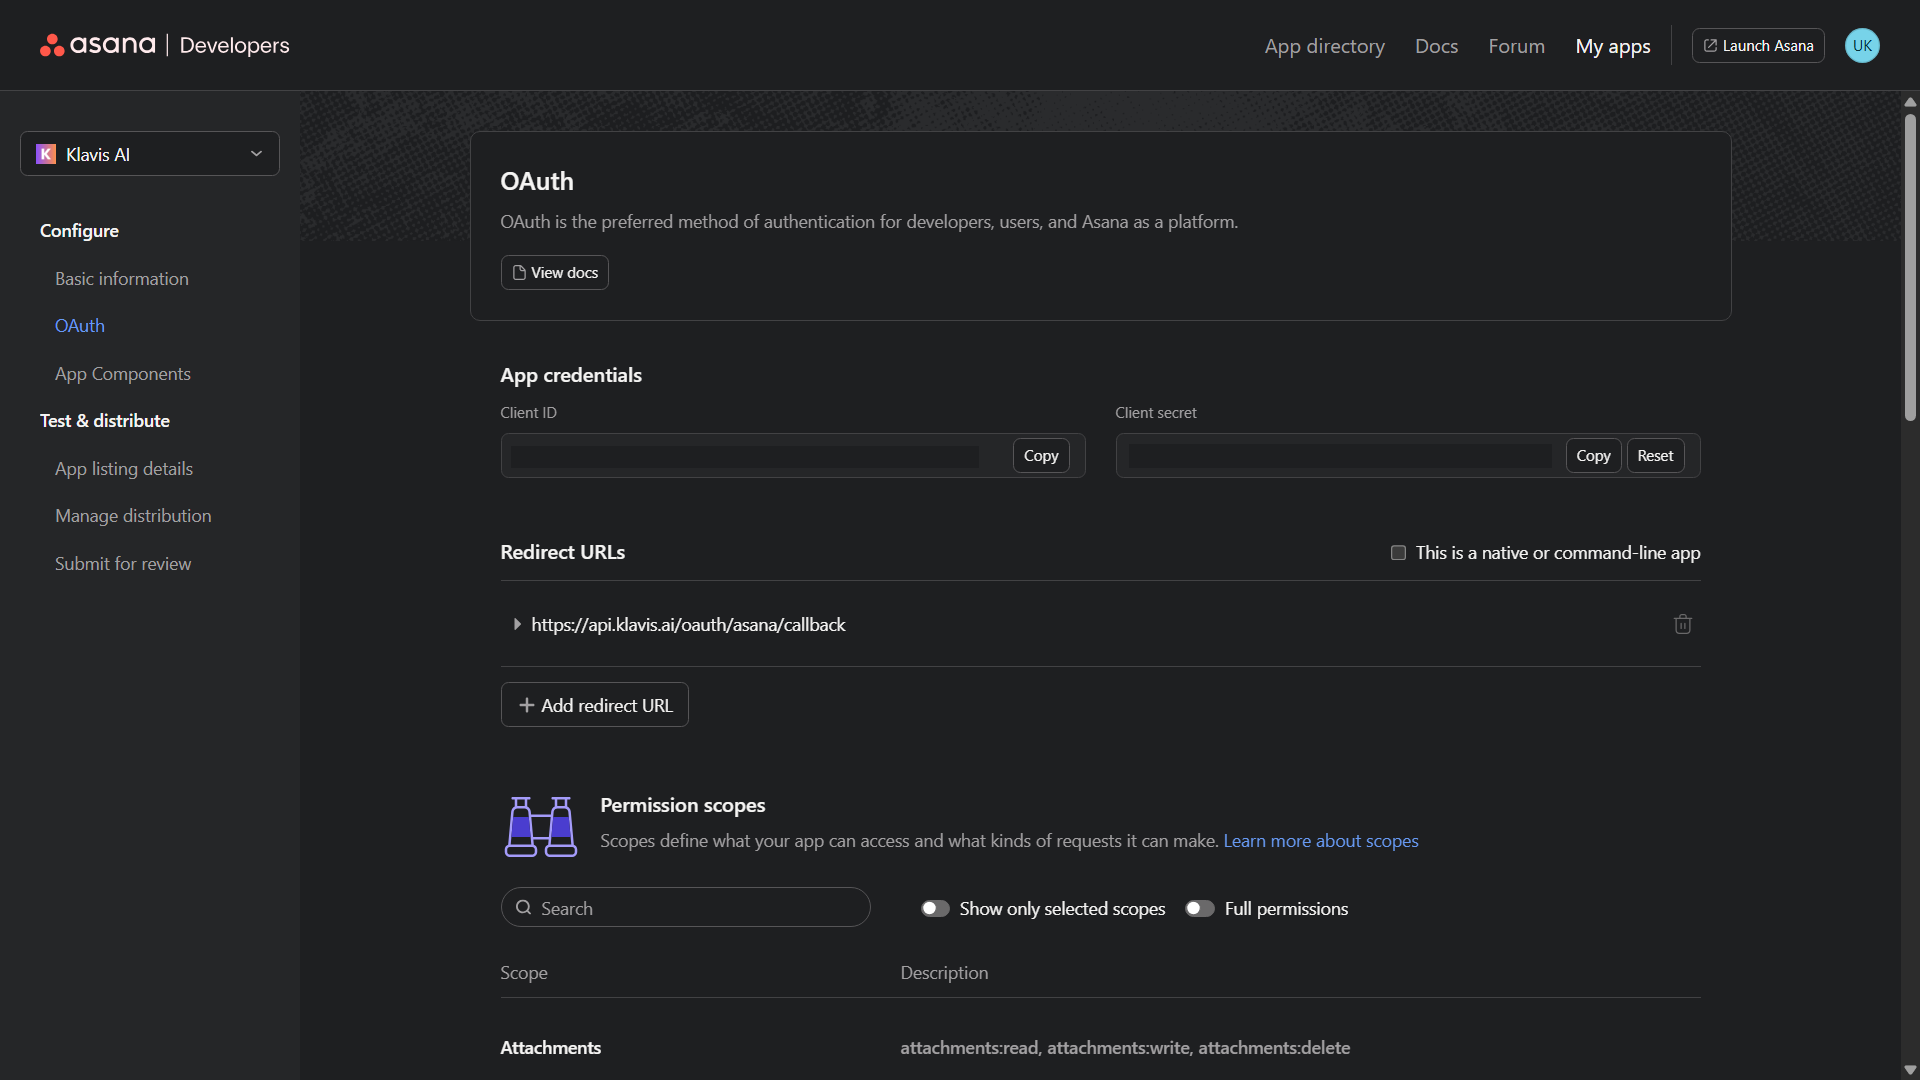 asana | Developers
App directory
Docs
Forum
My apps
Launch Asana
UK
K Klavis AI
Configure
Basic information
OAuth
App Components
Test & distribute
App listing details
Manage distribution
Submit for review
OAuth
OAuth is the preferred method of authentication for developers, users, and Asana as a platform.
View docs
App credentials
Client ID
Copy
Client secret
Copy
Reset
Redirect URLs
This is a native or command-line app
https://api.klavis.ai/oauth/asana/callback
+ Add redirect URL
Permission scopes
Scopes define what your app can access and what kinds of requests it can make. Learn more about scopes
Search
Show only selected scopes
Full permissions
Scope
Description
Attachments
attachments:read, attachments:write, attachments:delete